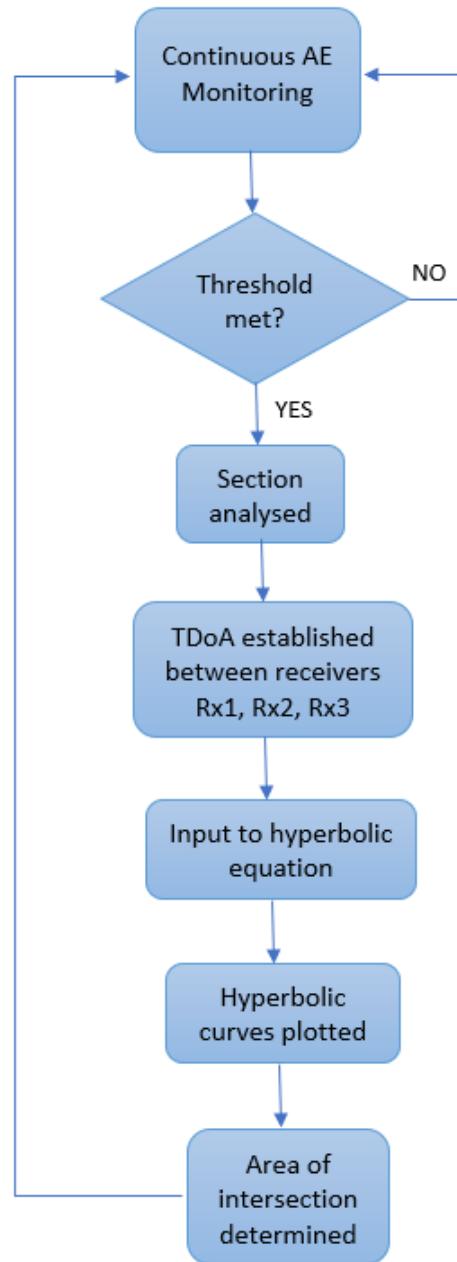 Continuous AE
Monitoring
Threshold
met?
NO
YES
Section
analysed
TDoA established
between receivers
Rx1, Rx2, Rx3
Input to hyperbolic
equation
Hyperbolic
curves plotted
Area of
intersection
determined